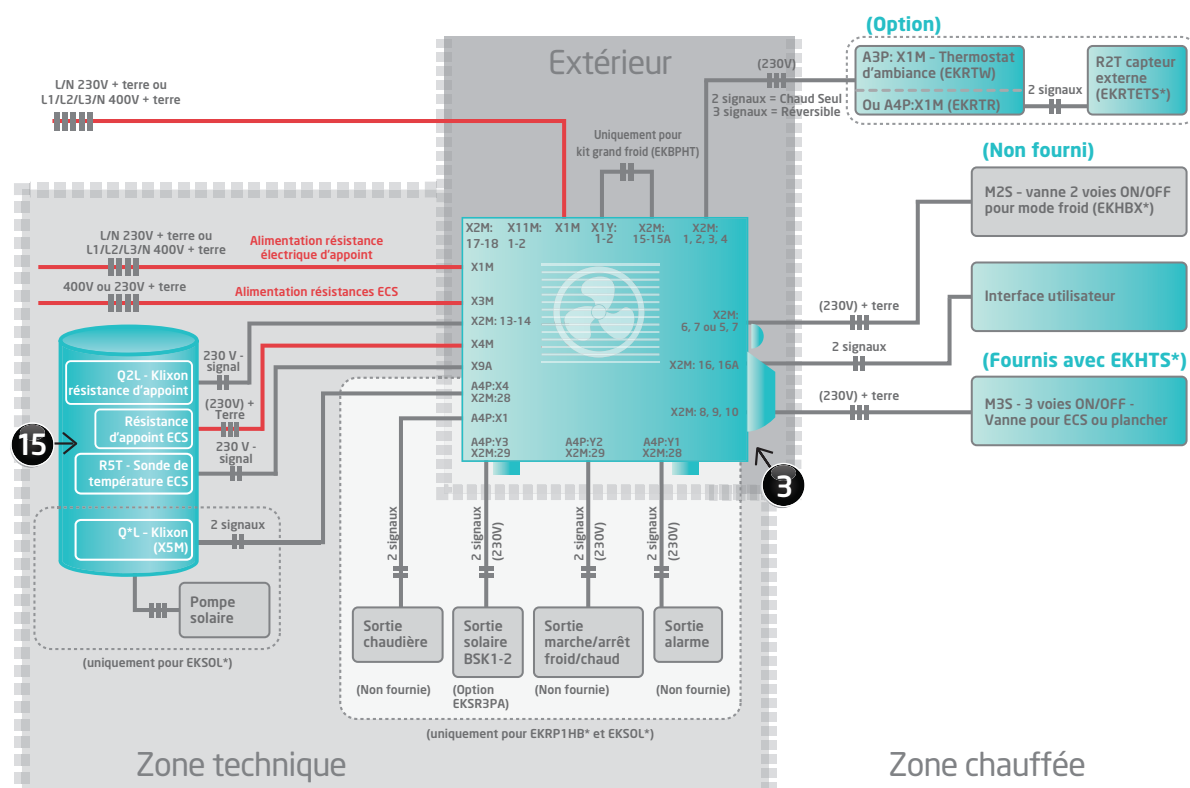 (Option)
Extérieur
(230V)
A3P: X1M – Thermostat
d'ambiance (EKRTW)
Ou A4P:X1M (EKRTR)
2 signaux
R2T capteur
externe
(EKRTETS*)
L/N 230V + terre ou
L1/L2/L3/N 400V + terre
2 signaux = Chaud Seul
3 signaux = Réversible
Uniquement pour
kit grand froid (EKBPHT)
(Non fourni)
M2S - vanne 2 voies ON/OFF
pour mode froid (EKHBX*)
L/N 230V + terre ou
L1/L2/L3/N 400V + terre
Alimentation résistance
électrique d'appoint
X2M:
17-18
X11M:
1-2
X1M
X1Y:
1-2
X2M:
15-15A
X2M:
1, 2, 3, 4
X1M
400V ou 230V + terre
Alimentation résistances ECS
X3M
X2M: 13-14
X4M
X9A
A4P:X4
X2M:28
A4P:X1
A4P:Y3
X2M:29
A4P:Y2
X2M:29
A4P:Y1
X2M:28
X2M:
6, 7 ou 5, 7
X2M: 16, 16A
X2M: 8, 9, 10
(230V) + terre
Interface utilisateur
2 signaux
(Fournis avec EKHTS*)
(230V) + terre
M3S - 3 voies ON/OFF -
Vanne pour ECS ou plancher
3
15
Q2L - Klixon
résistance d'appoint
230 V -
signal
Résistance
d'appoint ECS
(230V) +
Terre
R5T - Sonde de
température ECS
230 V -
signal
Q*L – Klixon
(X5M)
2 signaux
Pompe
solaire
(uniquement pour EKSOL*)
2 signaux
2 signaux
(230V)
2 signaux
(230V)
2 signaux
(230V)
Sortie
chaudière
Sortie
solaire
BSK1-2
Sortie
marche/arrêt
froid/chaud
Sortie
alarme
(Non fournie)
(Option
EKSR3PA)
(Non fournie)
(Non fournie)
(uniquement pour EKRP1HB* et EKSOL*)
Zone technique
Zone chauffée